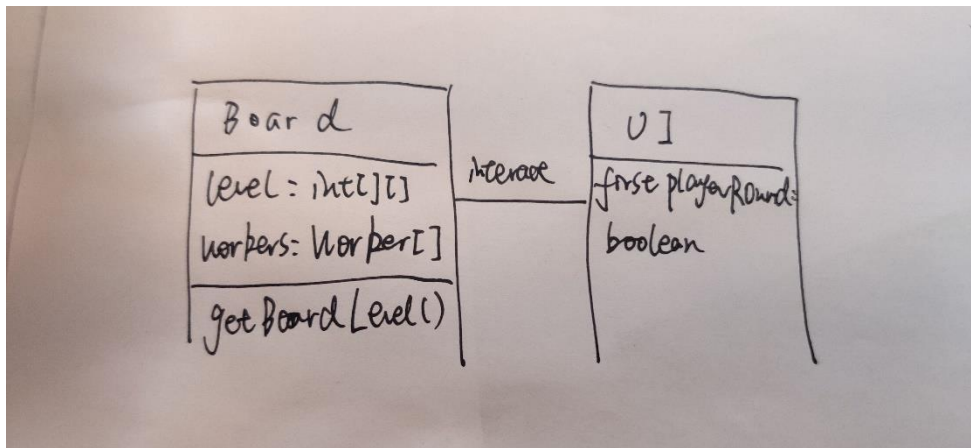 Board
level: int[][]
workers: Worker[]
getBoardLevel()
interact
UI
firstplayerRound:
boolean